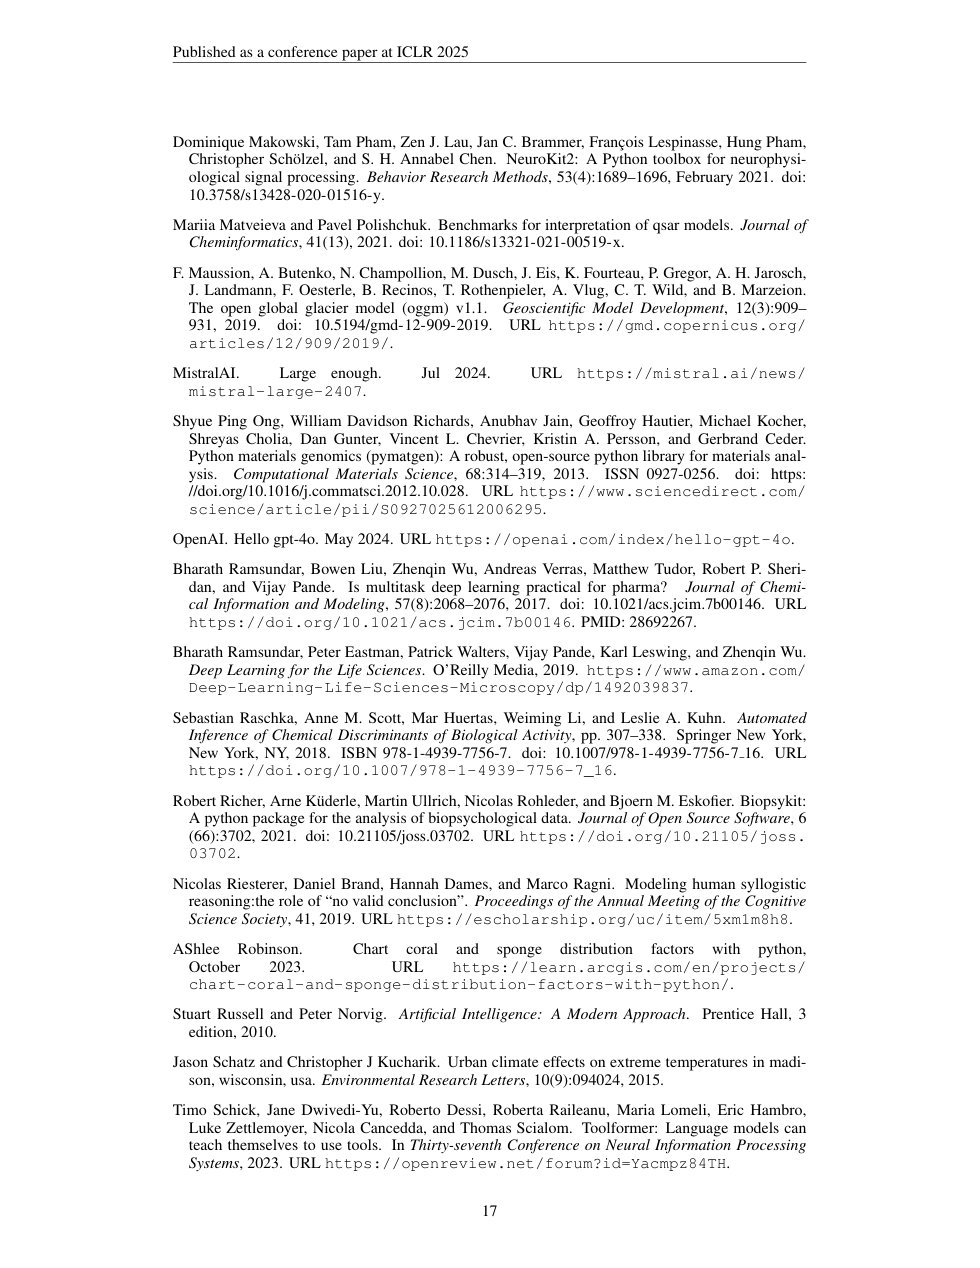 Published as a conference paper at ICLR 2025
Dominique Makowski, Tam Pham, Zen J. Lau, Jan C. Brammer, François Lespinasse, Hung Pham,
Christopher Schölzel, and S. H. Annabel Chen. NeuroKit2: A Python toolbox for neurophysi-
ological signal processing. Behavior Research Methods, 53(4):1689–1696, February 2021. doi:
10.3758/s13428-020-01516-y.
Mariia Matveieva and Pavel Polishchuk. Benchmarks for interpretation of qsar models. Journal of
Cheminformatics, 41(13), 2021. doi: 10.1186/s13321-021-00519-x.
F. Maussion, A. Butenko, N. Champollion, M. Dusch, J. Eis, K. Fourteau, P. Gregor, A. H. Jarosch,
J. Landmann, F. Oesterle, B. Recinos, T. Rothenpieler, A. Vlug, C. T. Wild, and B. Marzeion.
The open global glacier model (oggm) v1.1. Geoscientific Model Development, 12(3):909–
931, 2019. doi: 10.5194/gmd-12-909-2019. URL https://gmd.copernicus.org/
articles/12/909/2019/.
MistralAI. Large enough. Jul 2024. URL https://mistral.ai/news/
mistral-large-2407.
Shyue Ping Ong, William Davidson Richards, Anubhav Jain, Geoffroy Hautier, Michael Kocher,
Shreyas Cholia, Dan Gunter, Vincent L. Chevrier, Kristin A. Persson, and Gerbrand Ceder.
Python materials genomics (pymatgen): A robust, open-source python library for materials anal-
ysis. Computational Materials Science, 68:314–319, 2013. ISSN 0927-0256. doi: https:
//doi.org/10.1016/j.commatsci.2012.10.028. URL https://www.sciencedirect.com/
science/article/pii/S0927025612006295.
OpenAI. Hello gpt-4o. May 2024. URL https://openai.com/index/hello-gpt-4o.
Bharath Ramsundar, Bowen Liu, Zhenqin Wu, Andreas Verras, Matthew Tudor, Robert P. Sheri-
dan, and Vijay Pande. Is multitask deep learning practical for pharma? Journal of Chemi-
cal Information and Modeling, 57(8):2068–2076, 2017. doi: 10.1021/acs.jcim.7b00146. URL
https://doi.org/10.1021/acs.jcim.7b00146. PMID: 28692267.
Bharath Ramsundar, Peter Eastman, Patrick Walters, Vijay Pande, Karl Leswing, and Zhenqin Wu.
Deep Learning for the Life Sciences. O'Reilly Media, 2019. https://www.amazon.com/
Deep-Learning-Life-Sciences-Microscopy/dp/1492039837.
Sebastian Raschka, Anne M. Scott, Mar Huertas, Weiming Li, and Leslie A. Kuhn. Automated
Inference of Chemical Discriminants of Biological Activity, pp. 307–338. Springer New York,
New York, NY, 2018. ISBN 978-1-4939-7756-7. doi: 10.1007/978-1-4939-7756-7_16. URL
https://doi.org/10.1007/978-1-4939-7756-7_16.
Robert Richer, Arne Küderle, Martin Ullrich, Nicolas Rohleder, and Bjoern M. Eskofier. Biopsykit:
A python package for the analysis of biopsychological data. Journal of Open Source Software, 6
(66):3702, 2021. doi: 10.21105/joss.03702. URL https://doi.org/10.21105/joss.
03702.
Nicolas Riesterer, Daniel Brand, Hannah Dames, and Marco Ragni. Modeling human syllogistic
reasoning:the role of “no valid conclusion”. Proceedings of the Annual Meeting of the Cognitive
Science Society, 41, 2019. URL https://escholarship.org/uc/item/5xm1m8h8.
AShlee Robinson. Chart coral and sponge distribution factors with python,
October 2023. URL https://learn.arcgis.com/en/projects/
chart-coral-and-sponge-distribution-factors-with-python/.
Stuart Russell and Peter Norvig. Artificial Intelligence: A Modern Approach. Prentice Hall, 3
edition, 2010.
Jason Schatz and Christopher J Kucharik. Urban climate effects on extreme temperatures in madi-
son, wisconsin, usa. Environmental Research Letters, 10(9):094024, 2015.
Timo Schick, Jane Dwivedi-Yu, Roberto Dessi, Roberta Raileanu, Maria Lomeli, Eric Hambro,
Luke Zettlemoyer, Nicola Cancedda, and Thomas Scialom. Toolformer: Language models can
teach themselves to use tools. In Thirty-seventh Conference on Neural Information Processing
Systems, 2023. URL https://openreview.net/forum?id=Yacmpz84TH.
17